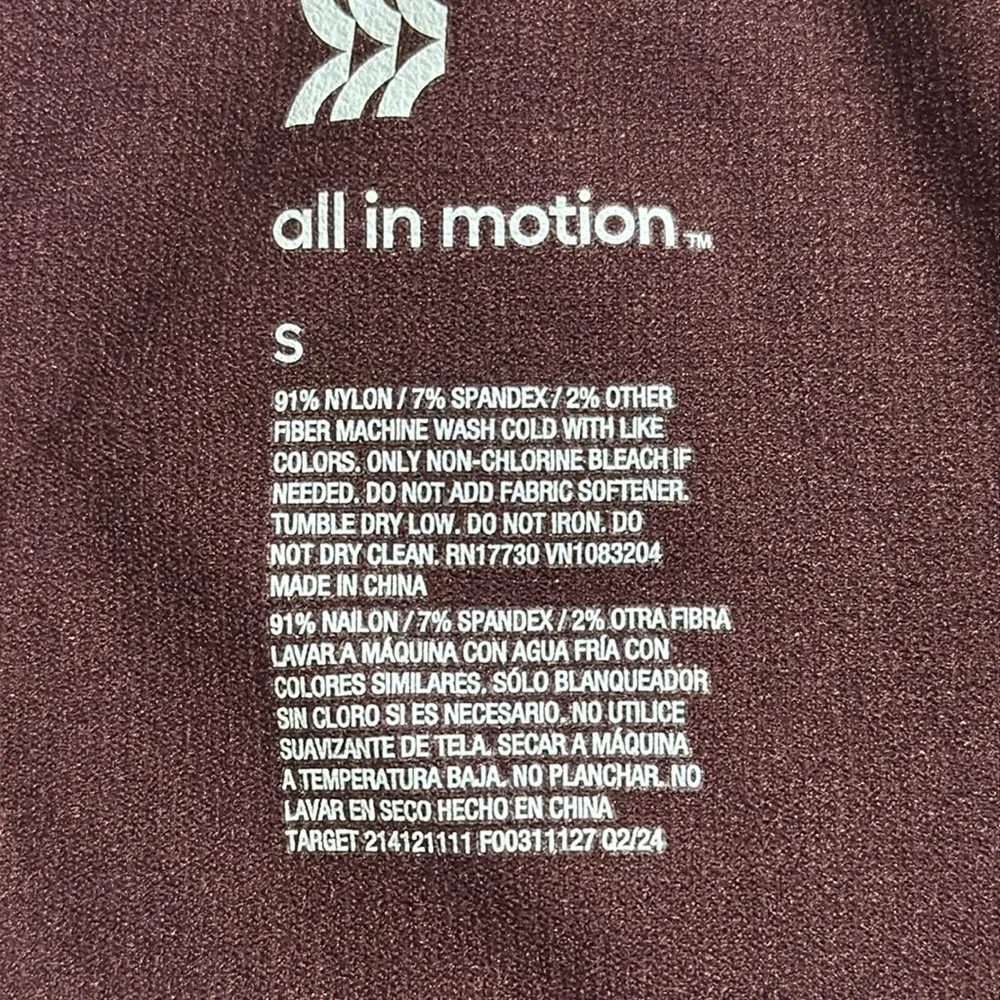 all in motion™
S
91% NYLON / 7% SPANDEX / 2% OTHER
FIBER MACHINE WASH COLD WITH LIKE
COLORS. ONLY NON-CHLORINE BLEACH IF
NEEDED. DO NOT ADD FABRIC SOFTENER.
TUMBLE DRY LOW. DO NOT IRON. DO
NOT DRY CLEAN. RN17730 VN1083204
MADE IN CHINA
91% NAILON / 7% SPANDEX / 2% OTRA FIBRA
LAVAR A MÁQUINA CON AGUA FRÍA CON
COLORES SIMILARES. SÓLO BLANQUEADOR
SIN CLORO SI ES NECESARIO. NO UTILICE
SUAVIZANTE DE TELA. SECAR A MÁQUINA
A TEMPERATURA BAJA. NO PLANCHAR. NO
LAVAR EN SECO HECHO EN CHINA
TARGET 214121111 F00311127 Q2/24